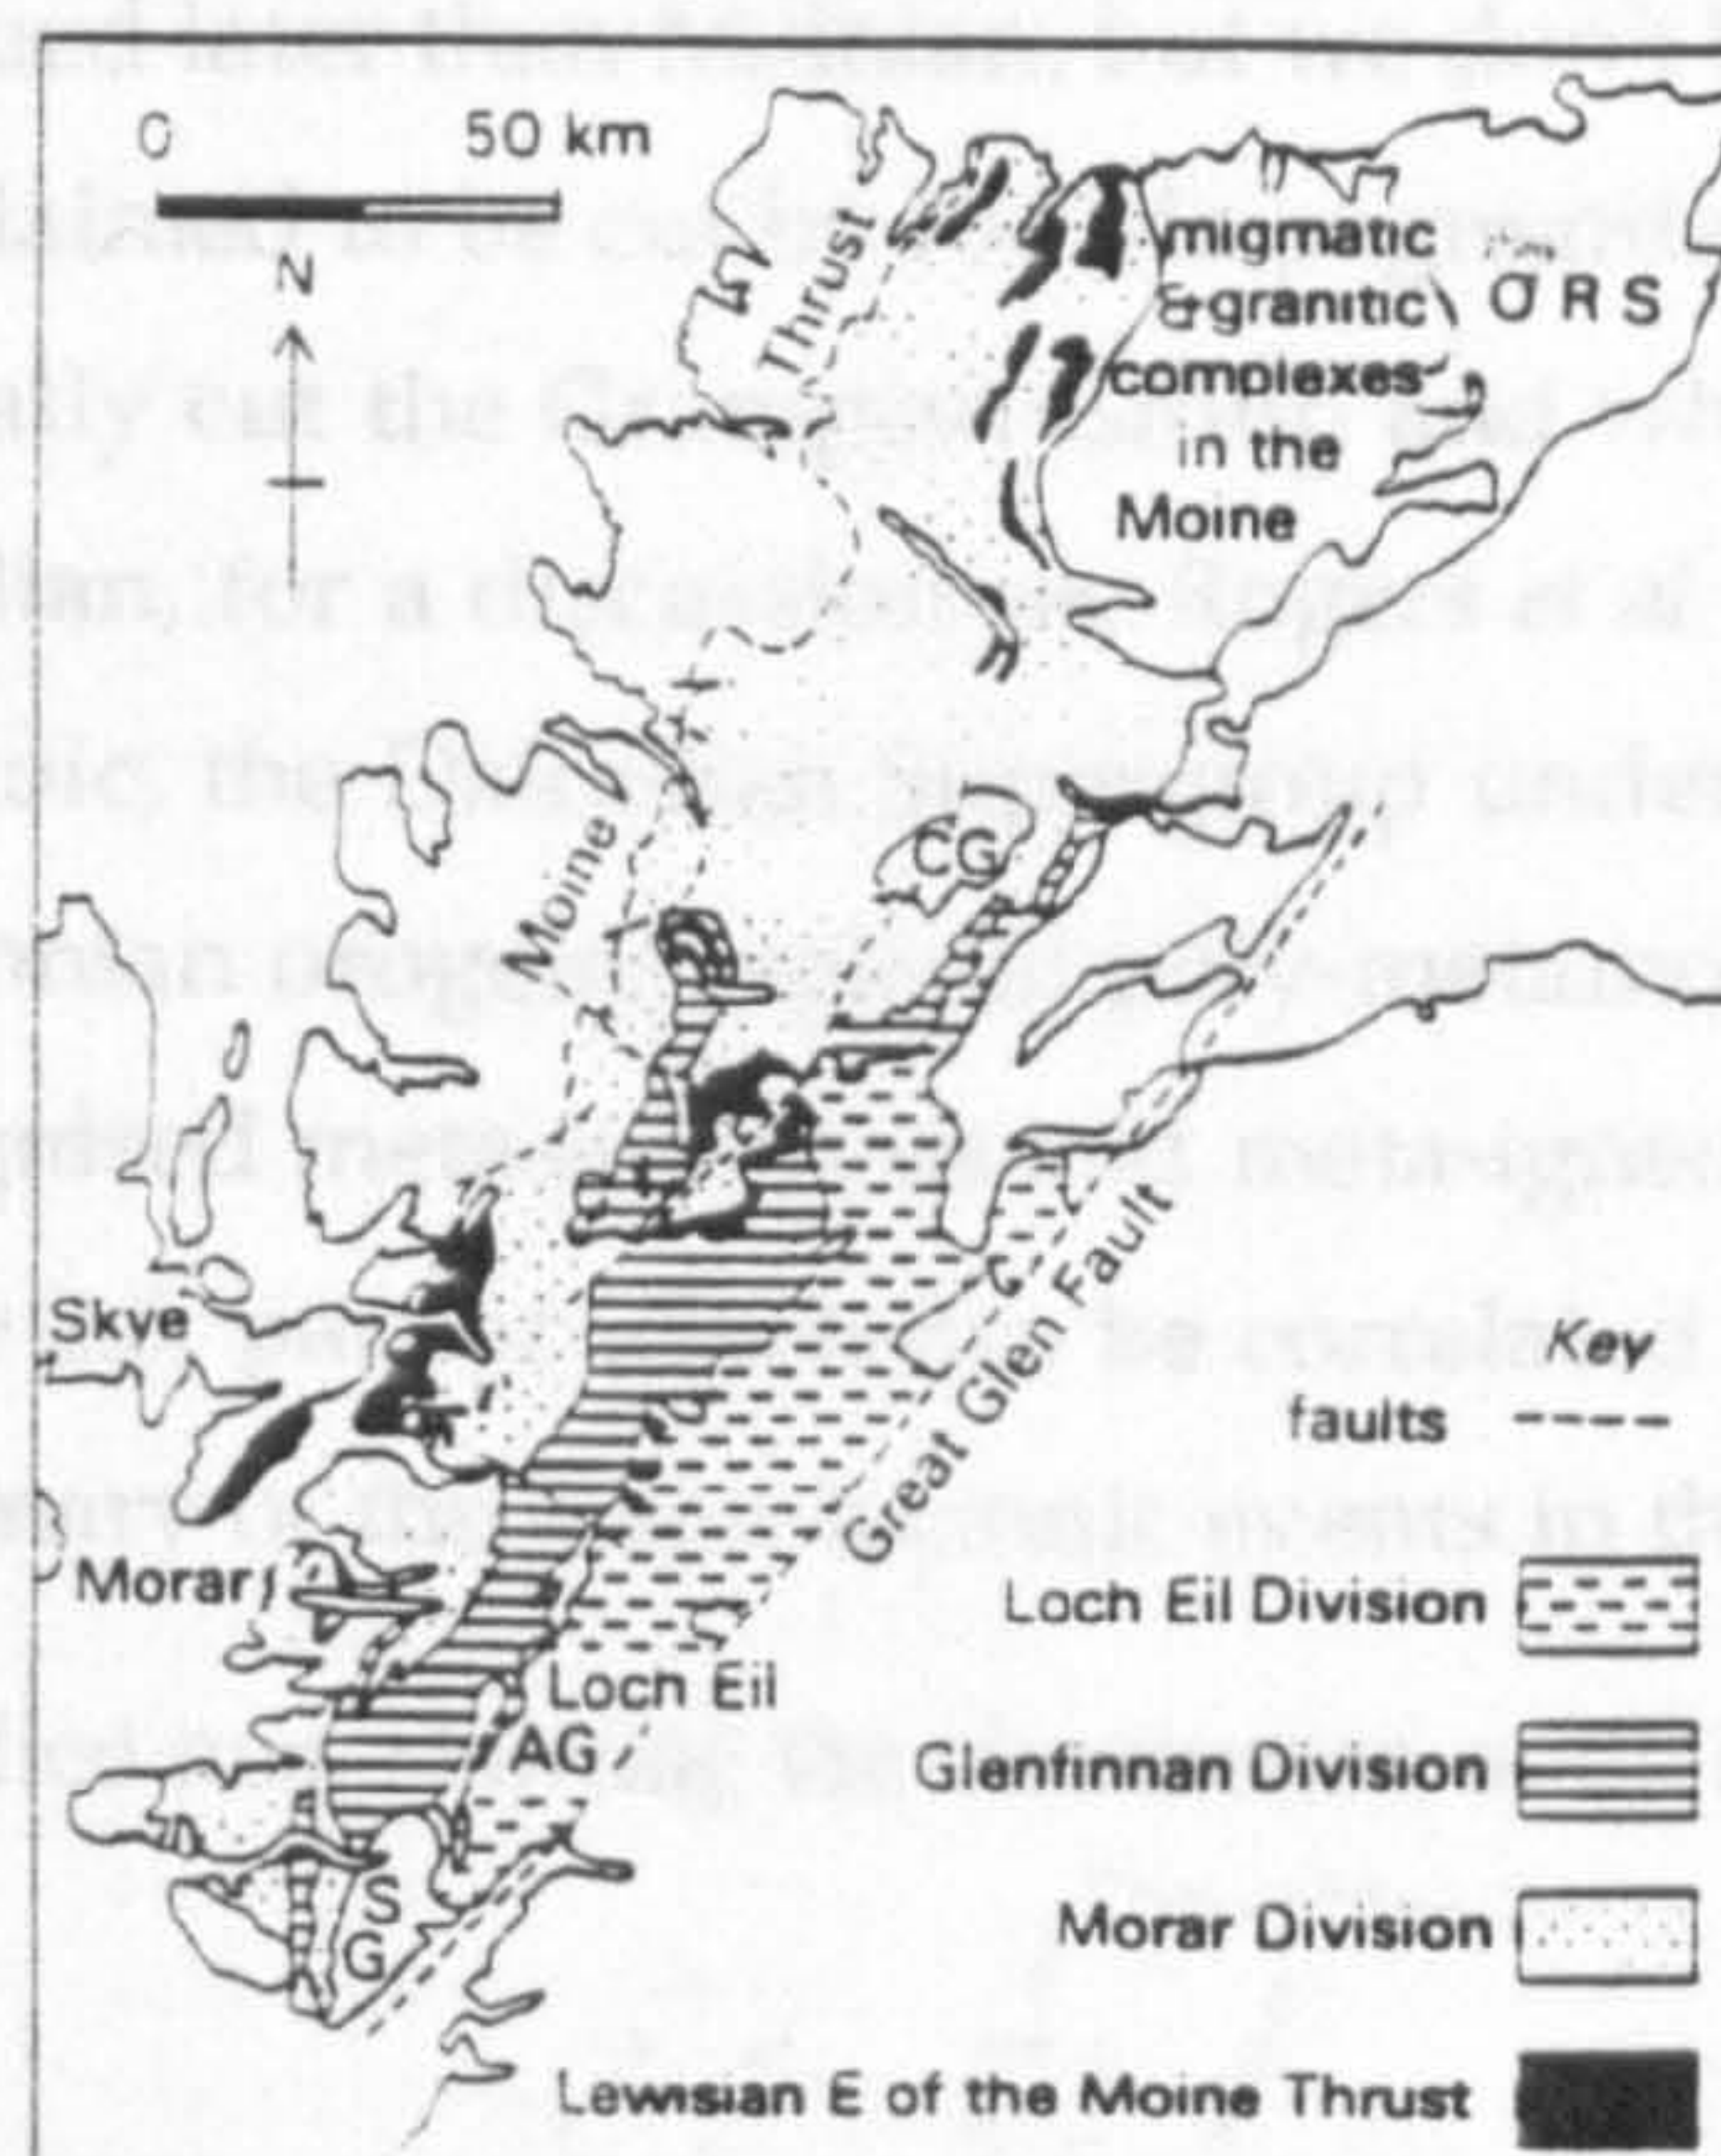 0 50 km
N
Thrust
migmatic
&granitic
complexes
in the
Moine
O R S
CG
Moine
Skye
Great Glen Fault
Key
faults
Morar
Loch Eil Division
Loch Eil
AG
Glenfinnan Division
S
G
Morar Division
Lewisian E of the Moine Thrust